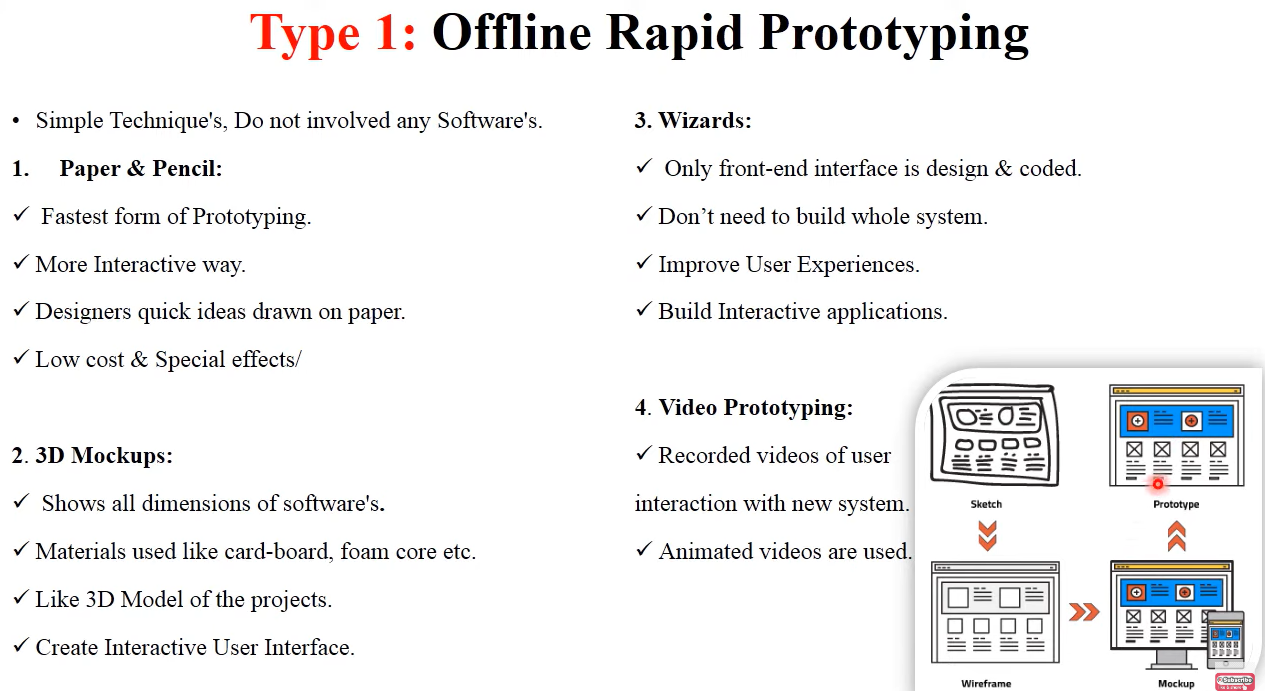 Type 1: Offline Rapid Prototyping
• Simple Technique's, Do not involved any Software's.
1. Paper & Pencil:
✓ Fastest form of Prototyping.
✓ More Interactive way.
✓ Designers quick ideas drawn on paper.
✓ Low cost & Special effects/
2. 3D Mockups:
✓ Shows all dimensions of software's.
✓ Materials used like card-board, foam core etc.
✓ Like 3D Model of the projects.
✓ Create Interactive User Interface.
3. Wizards:
✓ Only front-end interface is design & coded.
✓ Don’t need to build whole system.
✓ Improve User Experiences.
✓ Build Interactive applications.
4. Video Prototyping:
✓ Recorded videos of user
interaction with new system.
✓ Animated videos are used.
Sketch
Prototype
Wireframe
Mockup
Subscribe